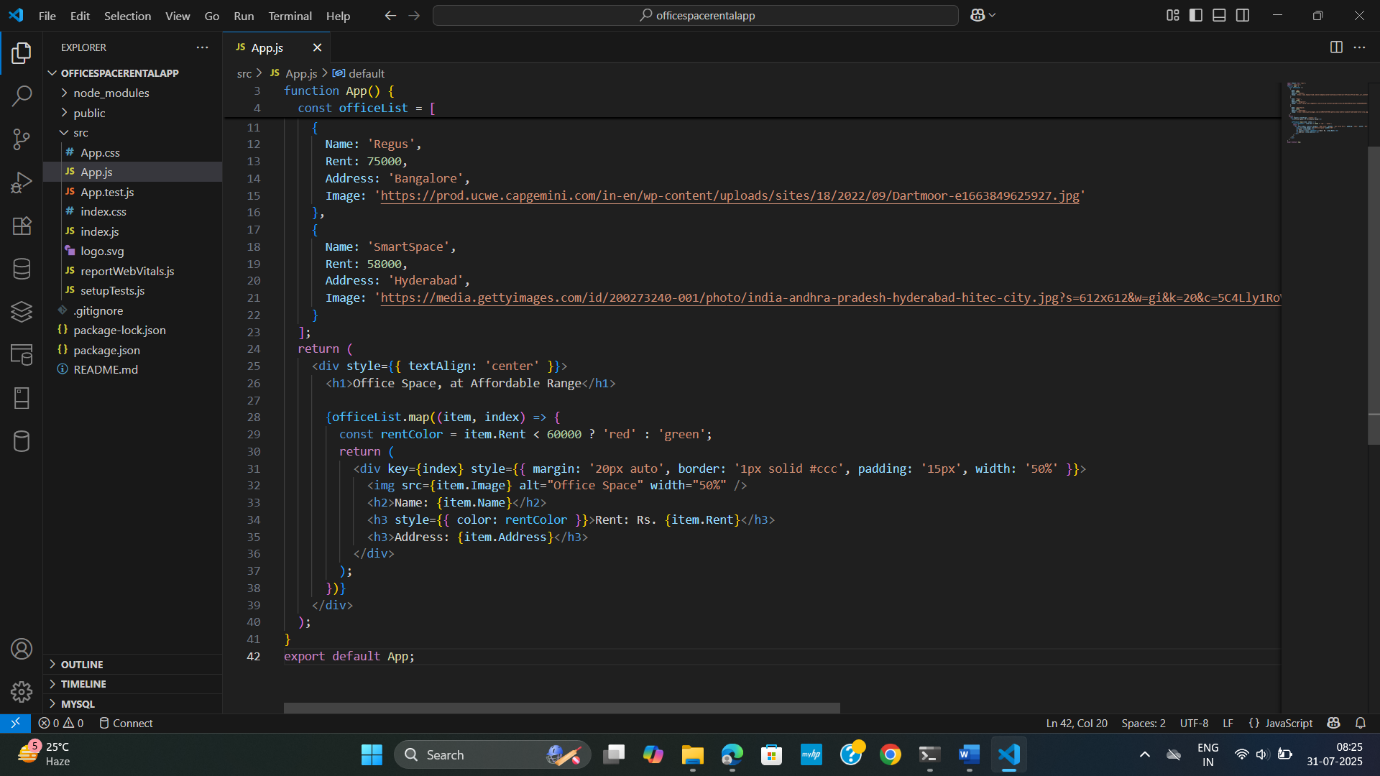 File Edit Selection View Go Run Terminal Help
officespacerentalapp
EXPLORER
OFFICESPACERENTALAPP
node_modules
public
src
# App.css
JS App.js
JS App.test.js
# index.css
JS index.js
logo.svg
JS reportWebVitals.js
JS setupTests.js
.gitignore
{} package-lock.json
{} package.json
README.md
OUTLINE
TIMELINE
MYSQL
JS App.js
src > JS App.js > default
3 function App() {
4 const officeList = [
11 {
12 Name: 'Regus',
13 Rent: 75000,
14 Address: 'Bangalore',
15 Image: 'https://prod.ucwe.capgemini.com/in-en/wp-content/uploads/sites/18/2022/09/Dartmoor-e1663849625927.jpg'
16 },
17 {
18 Name: 'SmartSpace',
19 Rent: 58000,
20 Address: 'Hyderabad',
21 Image: 'https://media.gettyimages.com/id/200273240-001/photo/india-andhra-pradesh-hyderabad-hitec-city.jpg?s=612x612&w=gi&k=20&c=5C4Lly1Ro
22 }
23 ];
24 return (
25 <div style={{ textAlign: 'center' }}>
26 <h1>Office Space, at Affordable Range</h1>
27
28 {officeList.map((item, index) => {
29 const rentColor = item.Rent < 60000 ? 'red' : 'green';
30 return (
31 <div key={index} style={{ margin: '20px auto', border: '1px solid #ccc', padding: '15px', width: '50%' }}>
32 <img src={item.Image} alt="Office Space" width="50%" />
33 <h2>Name: {item.Name}</h2>
34 <h3 style={{ color: rentColor }}>Rent: Rs. {item.Rent}</h3>
35 <h3>Address: {item.Address}</h3>
36 </div>
37 );
38 })}
39 </div>
40 );
41 }
42 export default App;
0 0 Connect
Ln 42, Col 20 Spaces: 2 UTF-8 LF {} JavaScript
5 25°C
Haze
Search
myhp
ENG
IN
08:25
31-07-2025